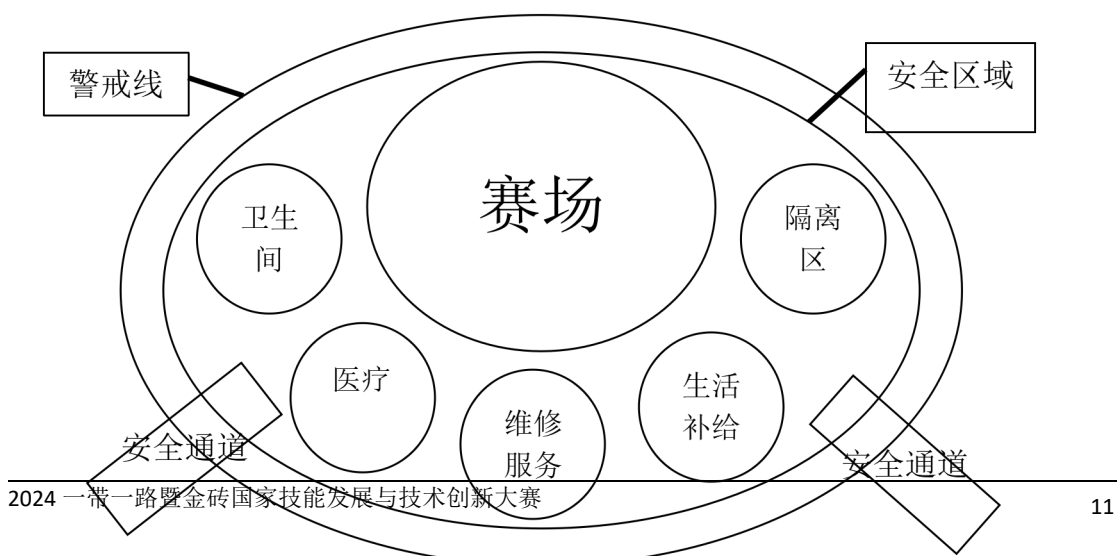 警戒线
安全区域
赛场
卫生
间
隔离
区
医疗
生活
补给
维修
服务
安全通道
安全通道
2024 一带一路暨金砖国家技能发展与技术创新大赛
11